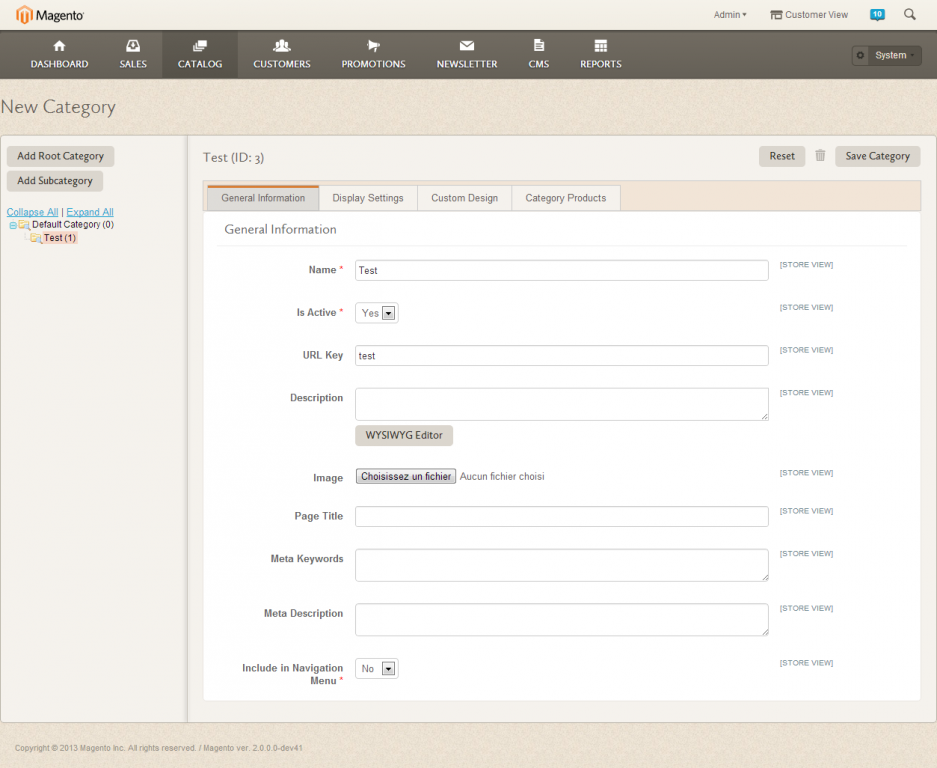 Magento
Admin
Customer View
10
DASHBOARD
SALES
CATALOG
CUSTOMERS
PROMOTIONS
NEWSLETTER
CMS
REPORTS
System
New Category
Add Root Category
Add Subcategory
Collapse All | Expand All
Default Category (0)
Test (1)
Test (ID: 3)
Reset
Save Category
General Information
Display Settings
Custom Design
Category Products
General Information
Name * Test [STORE VIEW]
Is Active * Yes [STORE VIEW]
URL Key test [STORE VIEW]
Description [STORE VIEW]
WYSIWYG Editor
Image Choisissez un fichier Aucun fichier choisi [STORE VIEW]
Page Title [STORE VIEW]
Meta Keywords [STORE VIEW]
Meta Description [STORE VIEW]
Include in Navigation No [STORE VIEW]
Menu *
Copyright © 2013 Magento Inc. All rights reserved. / Magento ver. 2.0.0.0-dev41